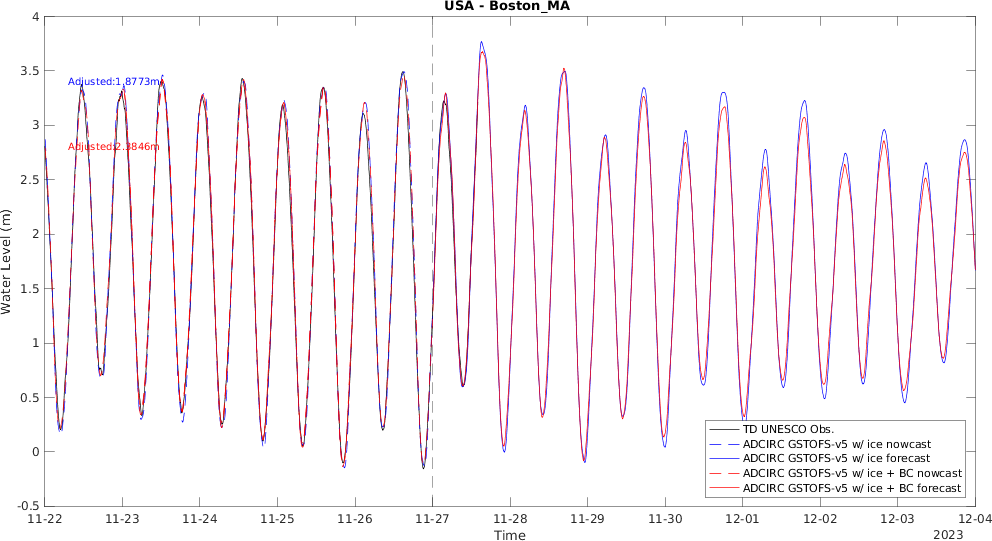 USA - Boston_MA
4
3.5
3
2.5
2
1.5
1
0.5
0
-0.5
Water Level (m)
Adjusted:1.8773m
Adjusted:2.3846m
TD UNESCO Obs.
ADCIRC GSTOFS-v5 w/ ice nowcast
ADCIRC GSTOFS-v5 w/ ice forecast
ADCIRC GSTOFS-v5 w/ ice + BC nowcast
ADCIRC GSTOFS-v5 w/ ice + BC forecast
11-22 11-23 11-24 11-25 11-26 11-27 11-28 11-29 11-30 12-01 12-02 12-03 12-04
Time
2023